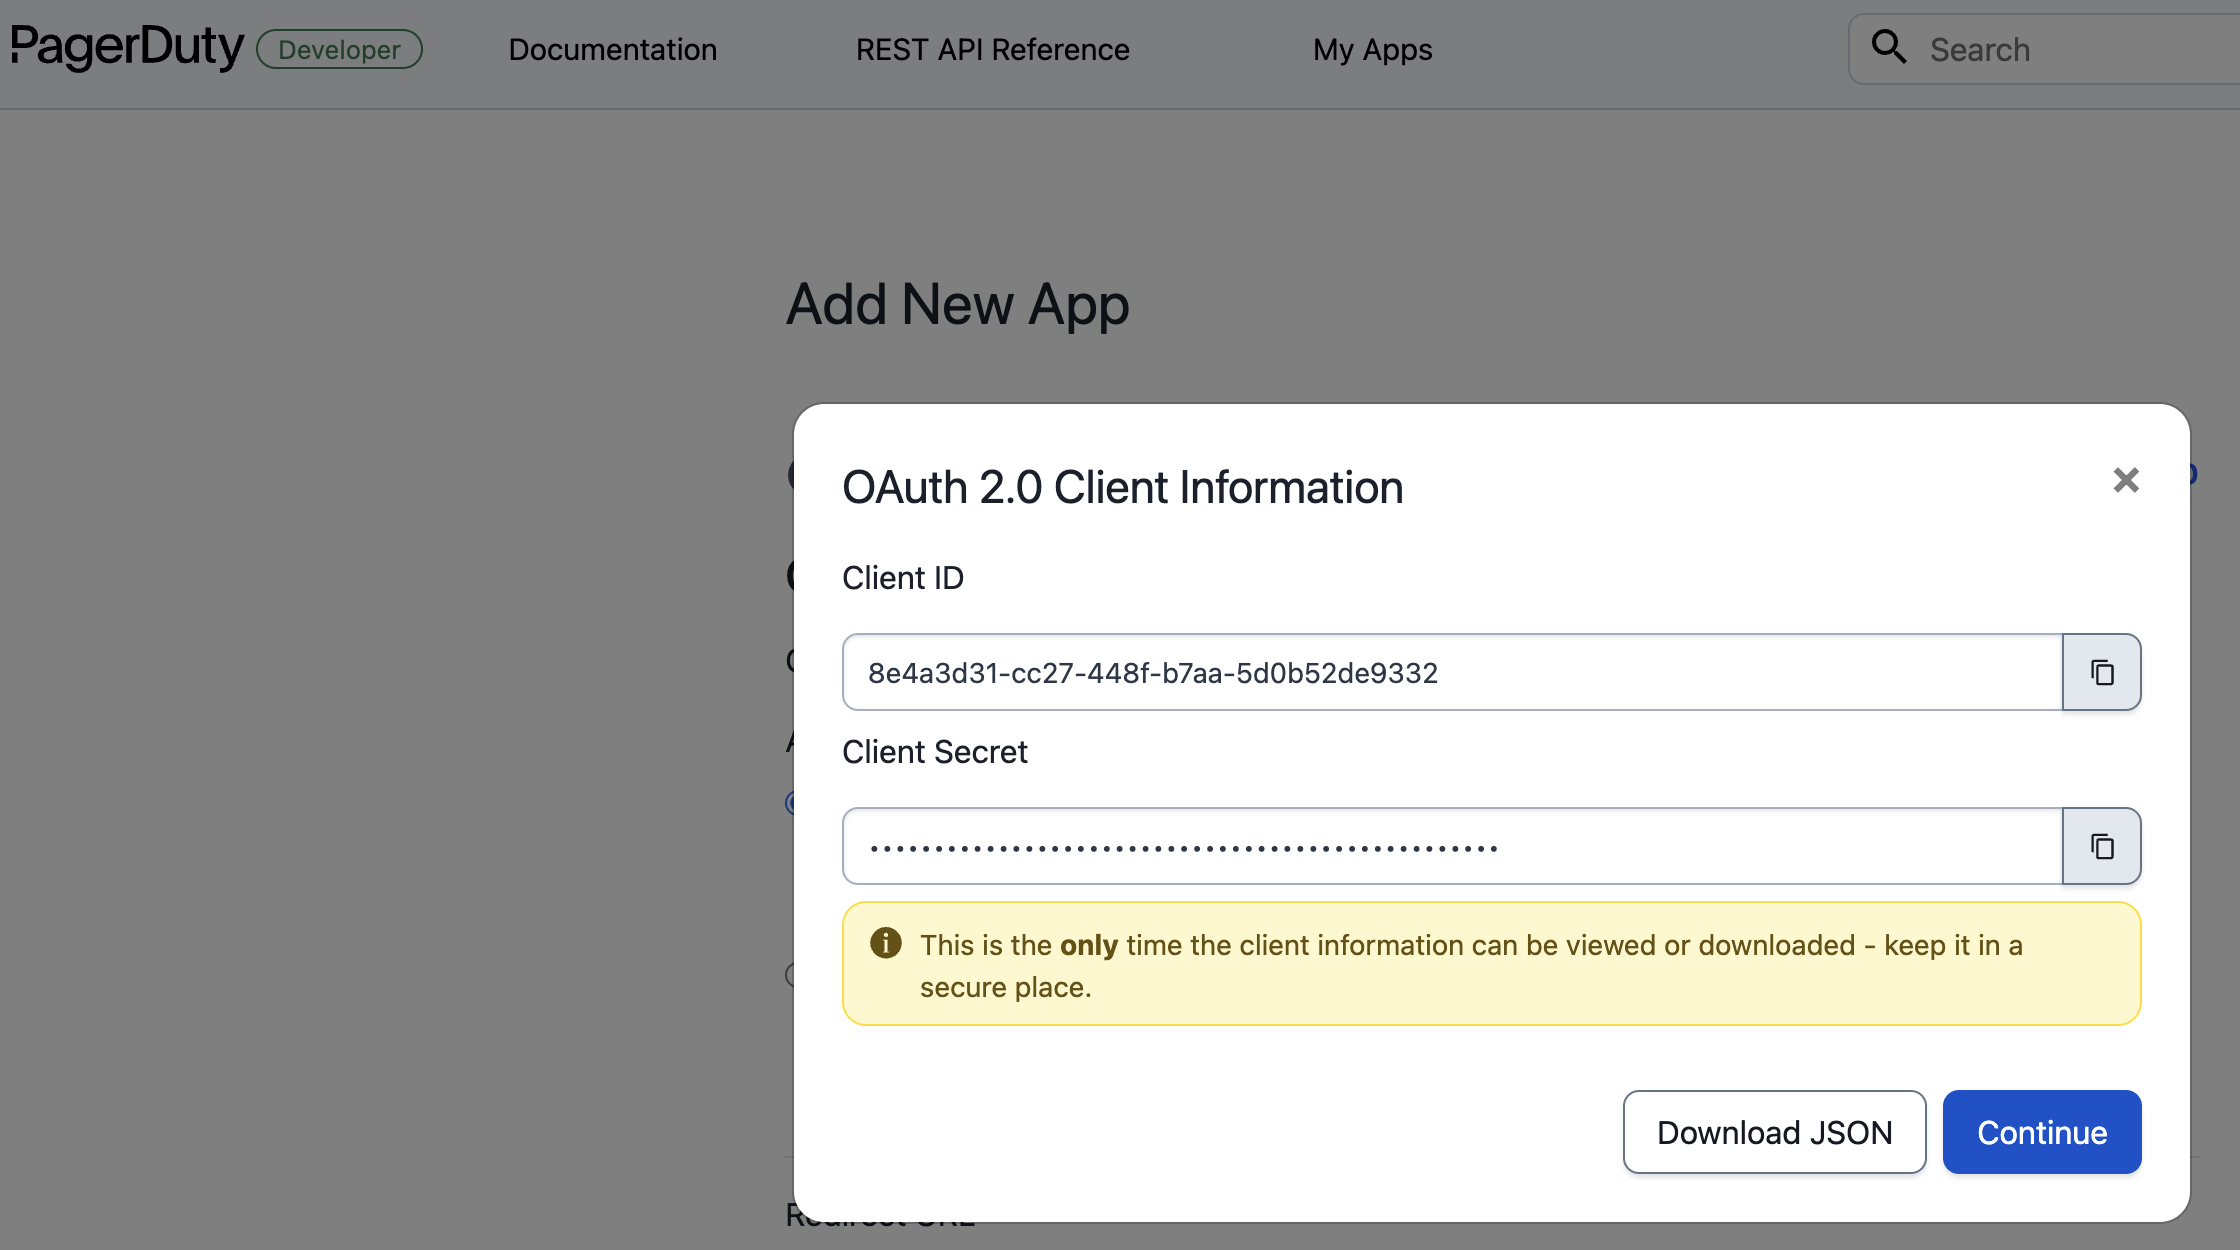 PagerDuty Developer Documentation REST API Reference My Apps Search
Add New App
OAuth 2.0 Client Information
Client ID
8e4a3d31-cc27-448f-b7aa-5d0b52de9332
Client Secret
•••••••••••••••••••••••••••••••••••••••••••••••••
This is the only time the client information can be viewed or downloaded - keep it in a
secure place.
Download JSON Continue
Redirect URL